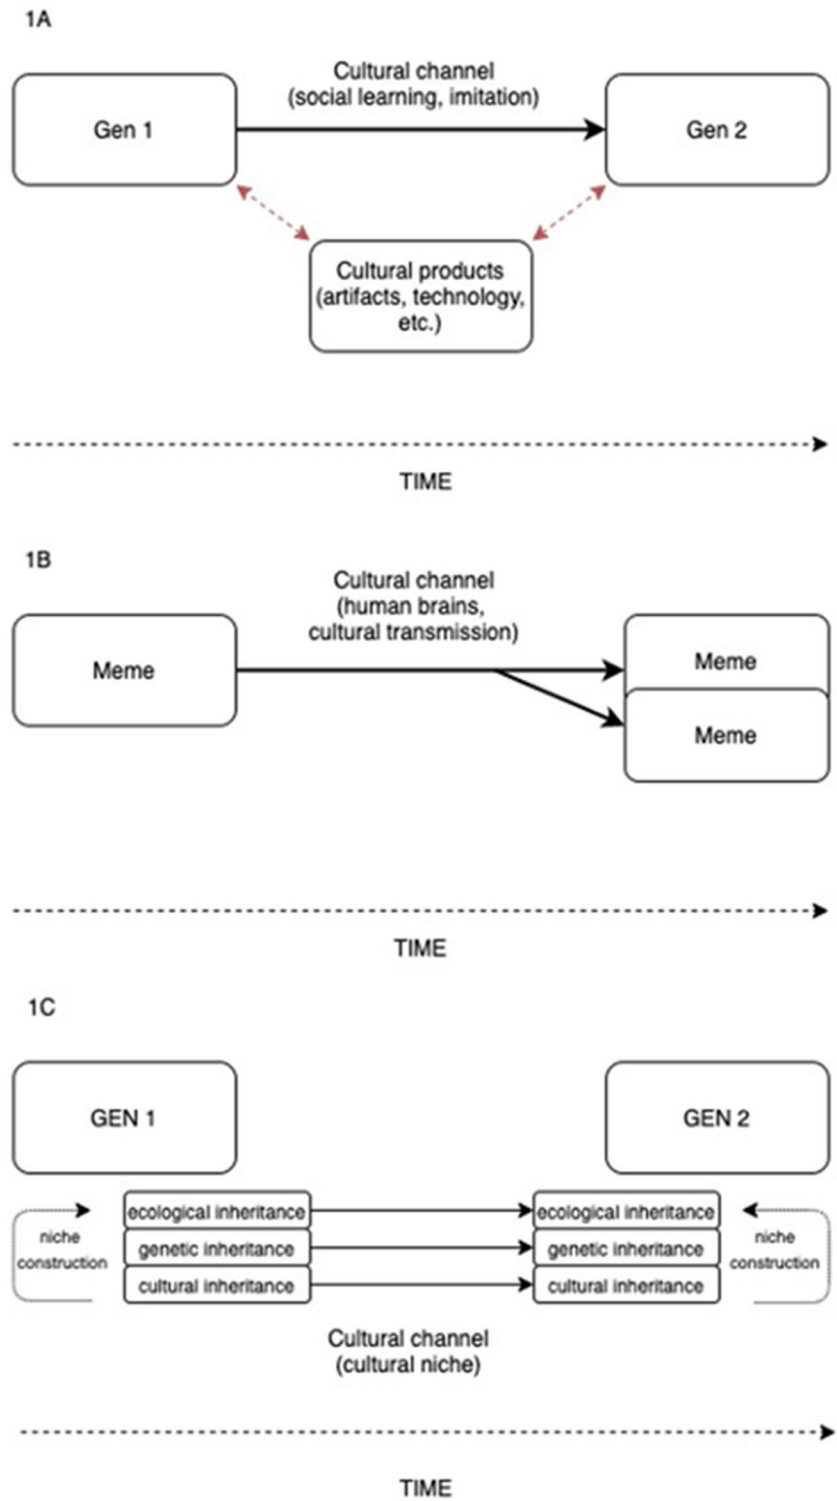 1A
Cultural channel
(social learning, imitation)
Gen 1
Gen 2
Cultural products
(artifacts, technology,
etc.)
TIME
1B
Cultural channel
(human brains,
cultural transmission)
Meme
Meme
Meme
TIME
1C
GEN 1
GEN 2
ecological inheritance
ecological inheritance
niche
construction
genetic inheritance
genetic inheritance
niche
construction
cultural inheritance
cultural inheritance
Cultural channel
(cultural niche)
TIME